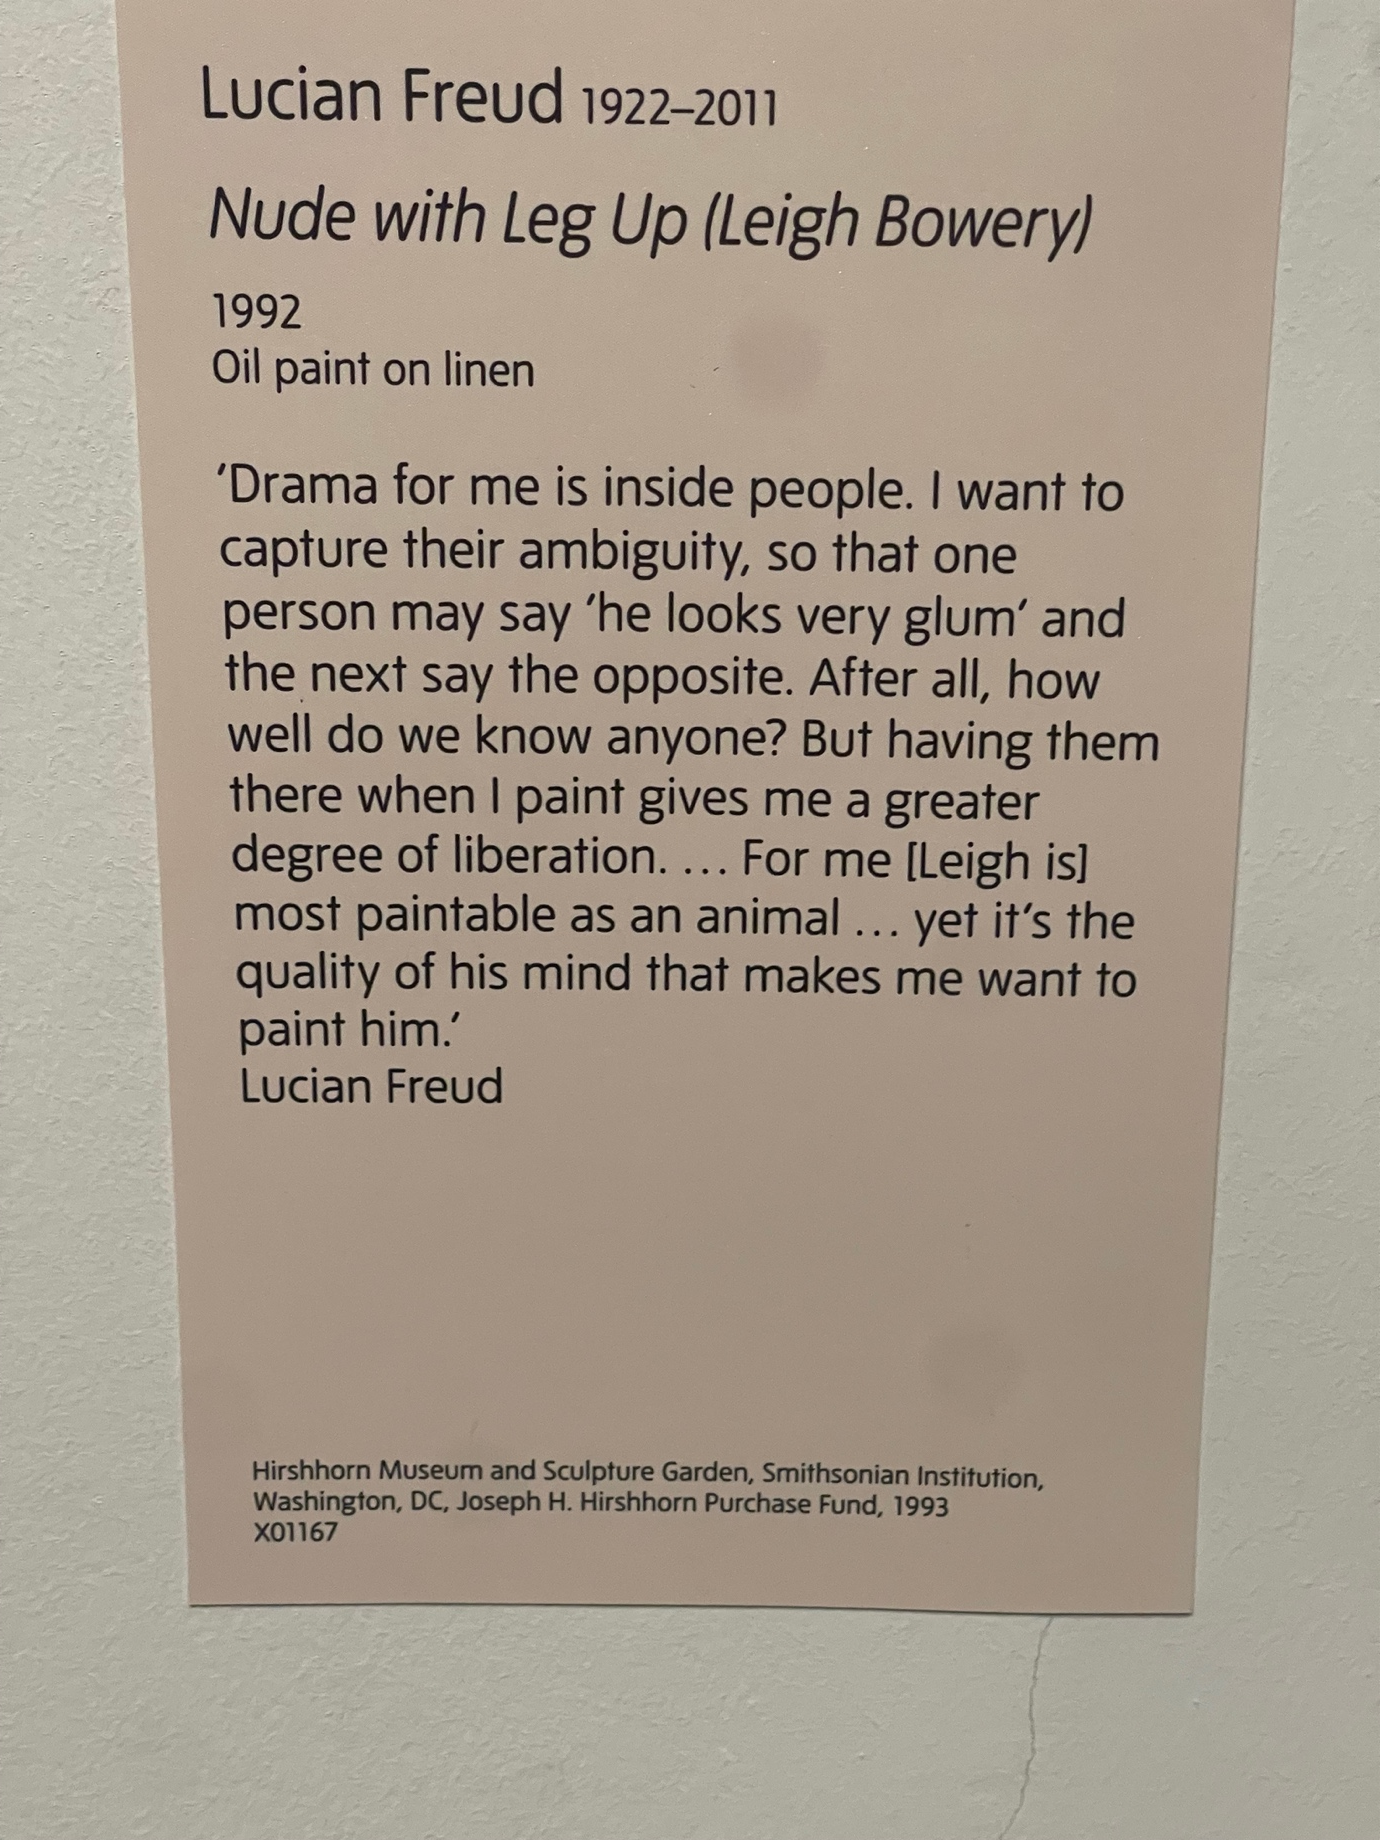 Lucian Freud 1922–2011
Nude with Leg Up (Leigh Bowery)
1992
Oil paint on linen
‘Drama for me is inside people. I want to
capture their ambiguity, so that one
person may say ‘he looks very glum’ and
the next say the opposite. After all, how
well do we know anyone? But having them
there when I paint gives me a greater
degree of liberation. … For me [Leigh is]
most paintable as an animal … yet it’s the
quality of his mind that makes me want to
paint him.’
Lucian Freud
Hirshhorn Museum and Sculpture Garden, Smithsonian Institution,
Washington, DC, Joseph H. Hirshhorn Purchase Fund, 1993
X01167